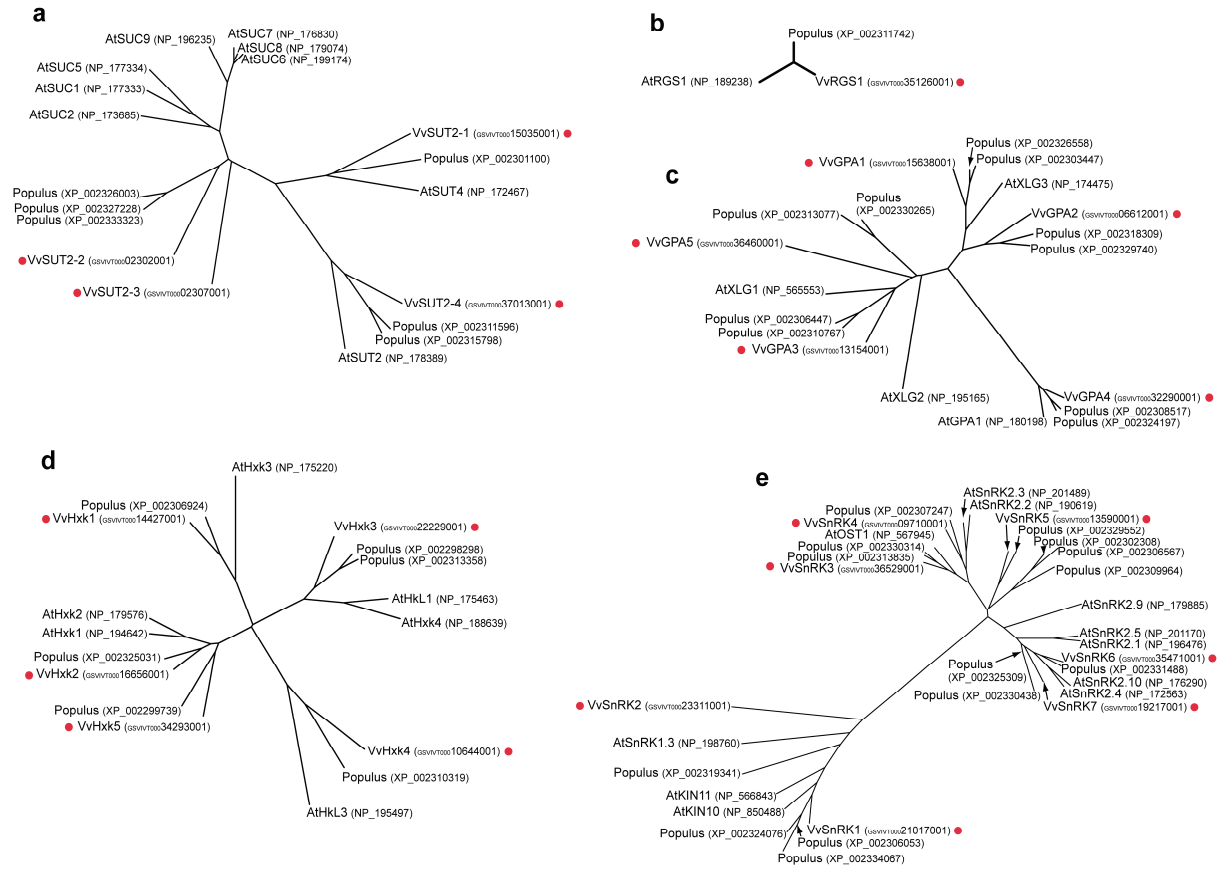 a
AtSUC9 (NP_196235)
AtSUC7 (NP_176830)
AtSUC8 (NP_179074)
AtSUC6 (NP_199174)
AtSUC5 (NP_177334)
AtSUC1 (NP_177333)
AtSUC2 (NP_173685)
VvSUT2-1 (GSVIVT00015035001)
Populus (XP_002301100)
AtSUT4 (NP_172467)
Populus (XP_002326003)
Populus (XP_002327228)
Populus (XP_002333323)
VvSUT2-2 (GSVIVT00002302001)
VvSUT2-3 (GSVIVT00002307001)
VvSUT2-4 (GSVIVT00037013001)
Populus (XP_002311596)
Populus (XP_002315798)
AtSUT2 (NP_178389)
b
Populus (XP_002311742)
AtRGS1 (NP_189238)
VvRGS1 (GSVIVT00035126001)
c
Populus (XP_002326558)
Populus (XP_002303447)
VvGPA1 (GSVIVT00015638001)
AtXLG3 (NP_174475)
Populus
(XP_002330265)
Populus (XP_002313077)
VvGPA2 (GSVIVT00006612001)
Populus (XP_002318309)
Populus (XP_002329740)
VvGPA5 (GSVIVT00036460001)
AtXLG1 (NP_565553)
Populus (XP_002306447)
Populus (XP_002310767)
VvGPA3 (GSVIVT00013154001)
AtXLG2 (NP_195165)
VvGPA4 (GSVIVT00032290001)
Populus (XP_002308517)
AtGPA1 (NP_180198)
Populus (XP_002324197)
d
AtHxk3 (NP_175220)
Populus (XP_002306924)
VvHxk1 (GSVIVT00014427001)
VvHxk3 (GSVIVT00022229001)
Populus (XP_002298298)
Populus (XP_002313358)
AtHkL1 (NP_175463)
AtHxk4 (NP_188639)
AtHxk2 (NP_179576)
AtHxk1 (NP_194642)
Populus (XP_002325031)
VvHxk2 (GSVIVT00016656001)
Populus (XP_002299739)
VvHxk5 (GSVIVT00034293001)
VvHxk4 (GSVIVT00010644001)
Populus (XP_002310319)
AtHkL3 (NP_195497)
e
AtSnRK2.3 (NP_201489)
AtSnRK2.2 (NP_190619)
Populus (XP_002307247)
VvSnRK5 (GSVIVT00013590001)
VvSnRK4 (GSVIVT00009710001)
AtOST1 (NP_567945)
Populus (XP_002329552)
Populus (XP_002302308)
Populus (XP_002330314)
Populus (XP_002306567)
Populus (XP_002313835)
VvSnRK3 (GSVIVT00036529001)
Populus (XP_002309964)
AtSnRK2.9 (NP_179885)
AtSnRK2.5 (NP_201170)
AtSnRK2.1 (NP_196476)
VvSnRK6 (GSVIVT00035471001)
Populus
(XP_002325309)
Populus (XP_002331488)
AtSnRK2.10 (NP_176290)
Populus (XP_002330438)
AtSnRK2.4 (NP_172563)
VvSnRK7 (GSVIVT00019217001)
VvSnRK2 (GSVIVT00023311001)
AtSnRK1.3 (NP_198760)
Populus (XP_002319341)
AtKIN11 (NP_566843)
AtKIN10 (NP_850488)
Populus (XP_002324076)
VvSnRK1 (GSVIVT00021017001)
Populus (XP_002306053)
Populus (XP_002334067)